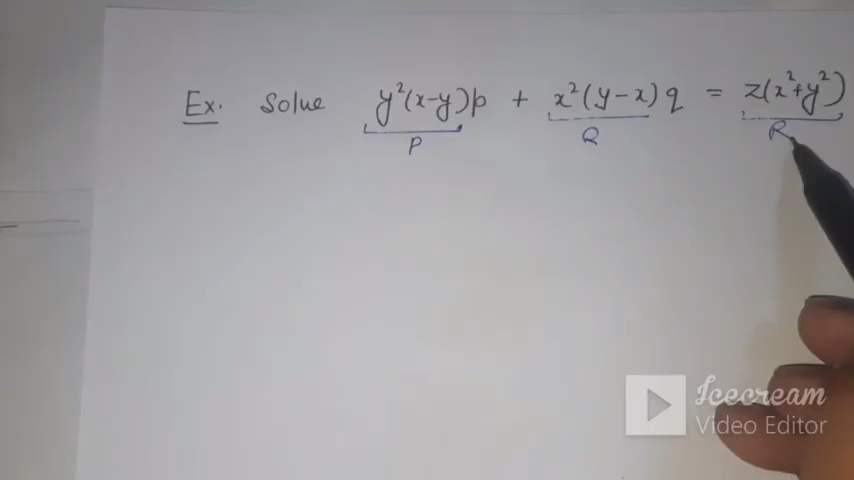 Ex. Solve y²(x-y)p + x²(y-x)q = z(x²+y²)
P Q R
Icecream
Video Editor